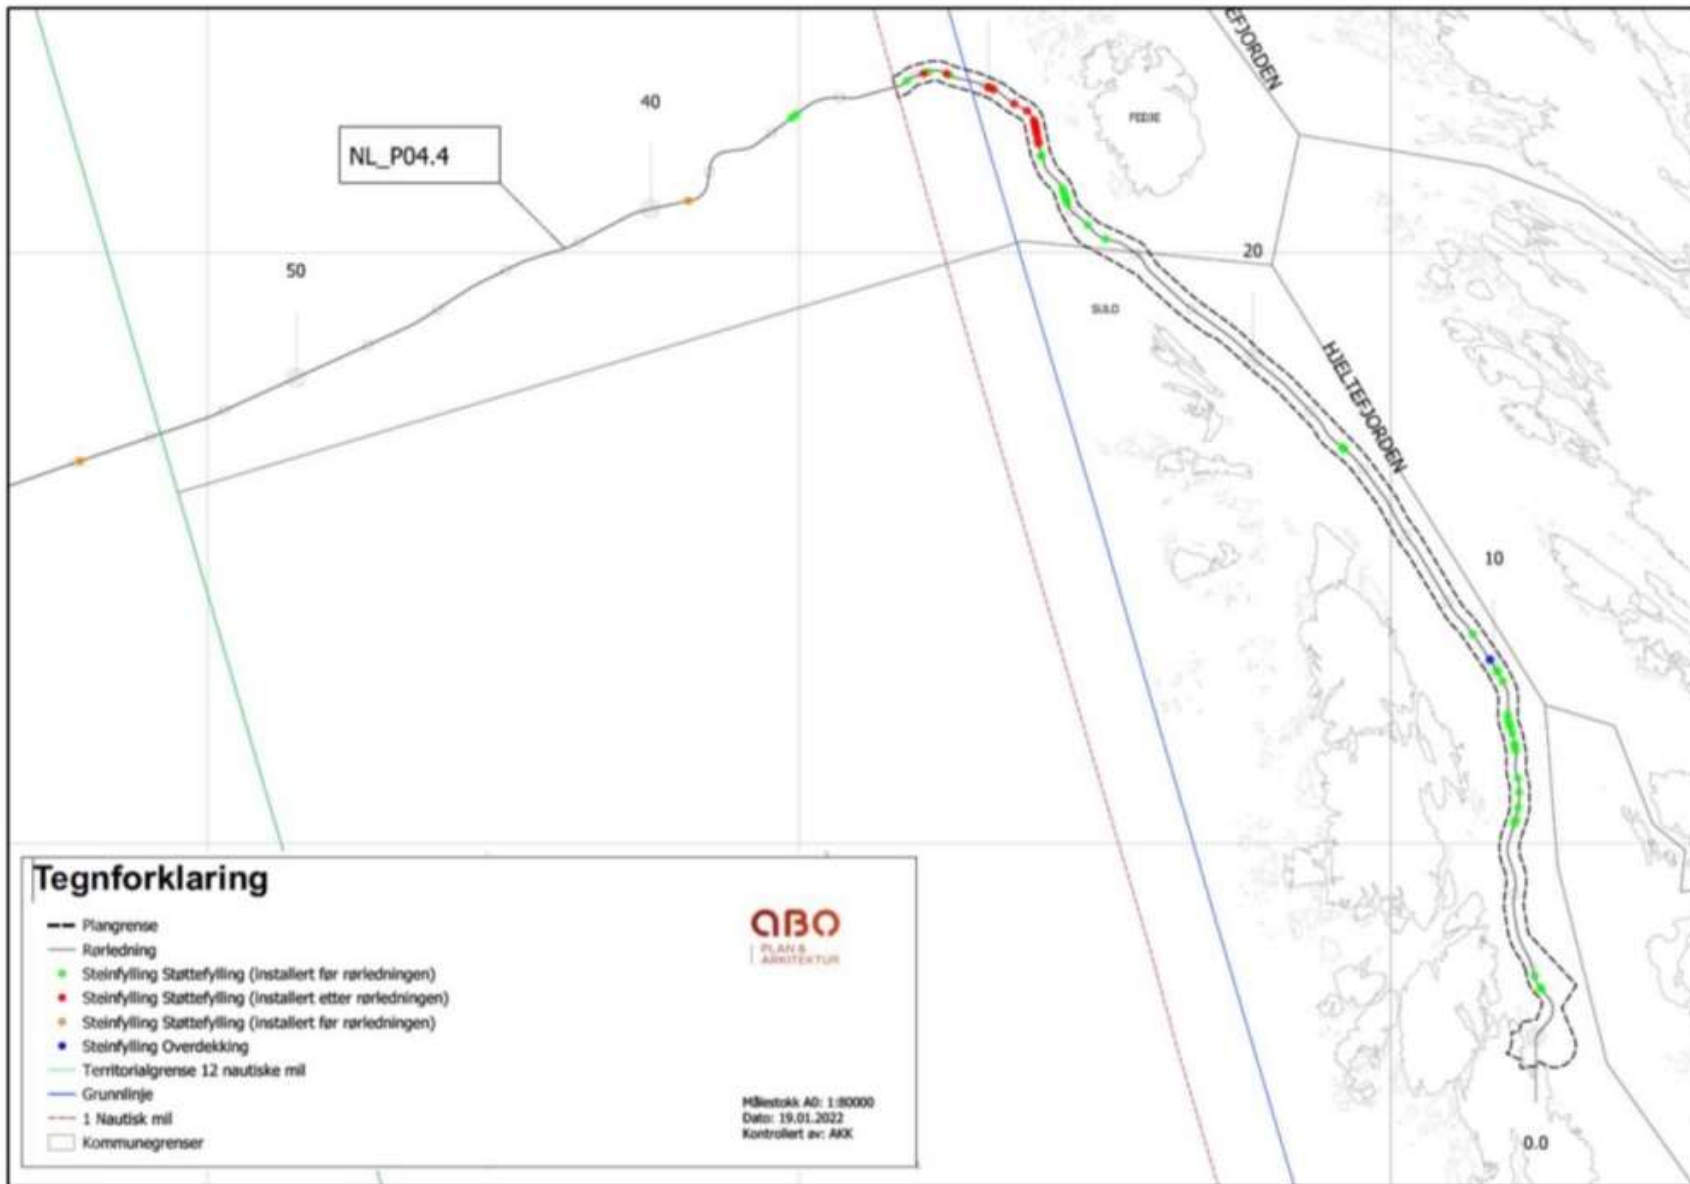 EFJORDEN
40
FEDJE
NL_P04.4
20
50
SULO
HJELTEFJORDEN
10
Tegnforklaring
Plangrense
Rørledning
Steinfylling Støttefylling (installert før rørledningen)
Steinfylling Støttefylling (installert etter rørledningen)
Steinfylling Støttefylling (installert før rørledningen)
Steinfylling Overdekking
Territorialgrense 12 nautiske mil
Grunnlinje
1 Nautisk mil
Kommunegrenser
ABO
PLAN &
ARKITEKTUR
Målestokk A0: 1:80000
Dato: 19.01.2022
Kontrollert av: AKK
0.0